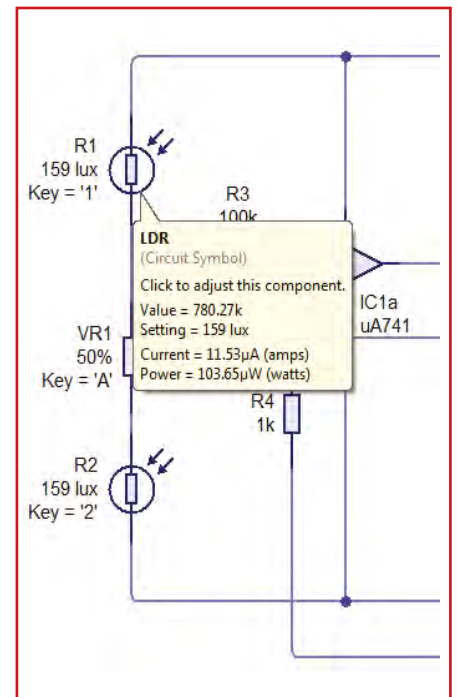 R1
159 lux
Key = '1'
R3
100k
LDR
(Circuit Symbol)
Click to adjust this component.
Value = 780.27k
Setting = 159 lux
Current = 11.53µA (amps)
Power = 103.65µW (watts)
IC1a
uA741
VR1
50%
Key = 'A'
R4
1k
R2
159 lux
Key = '2'